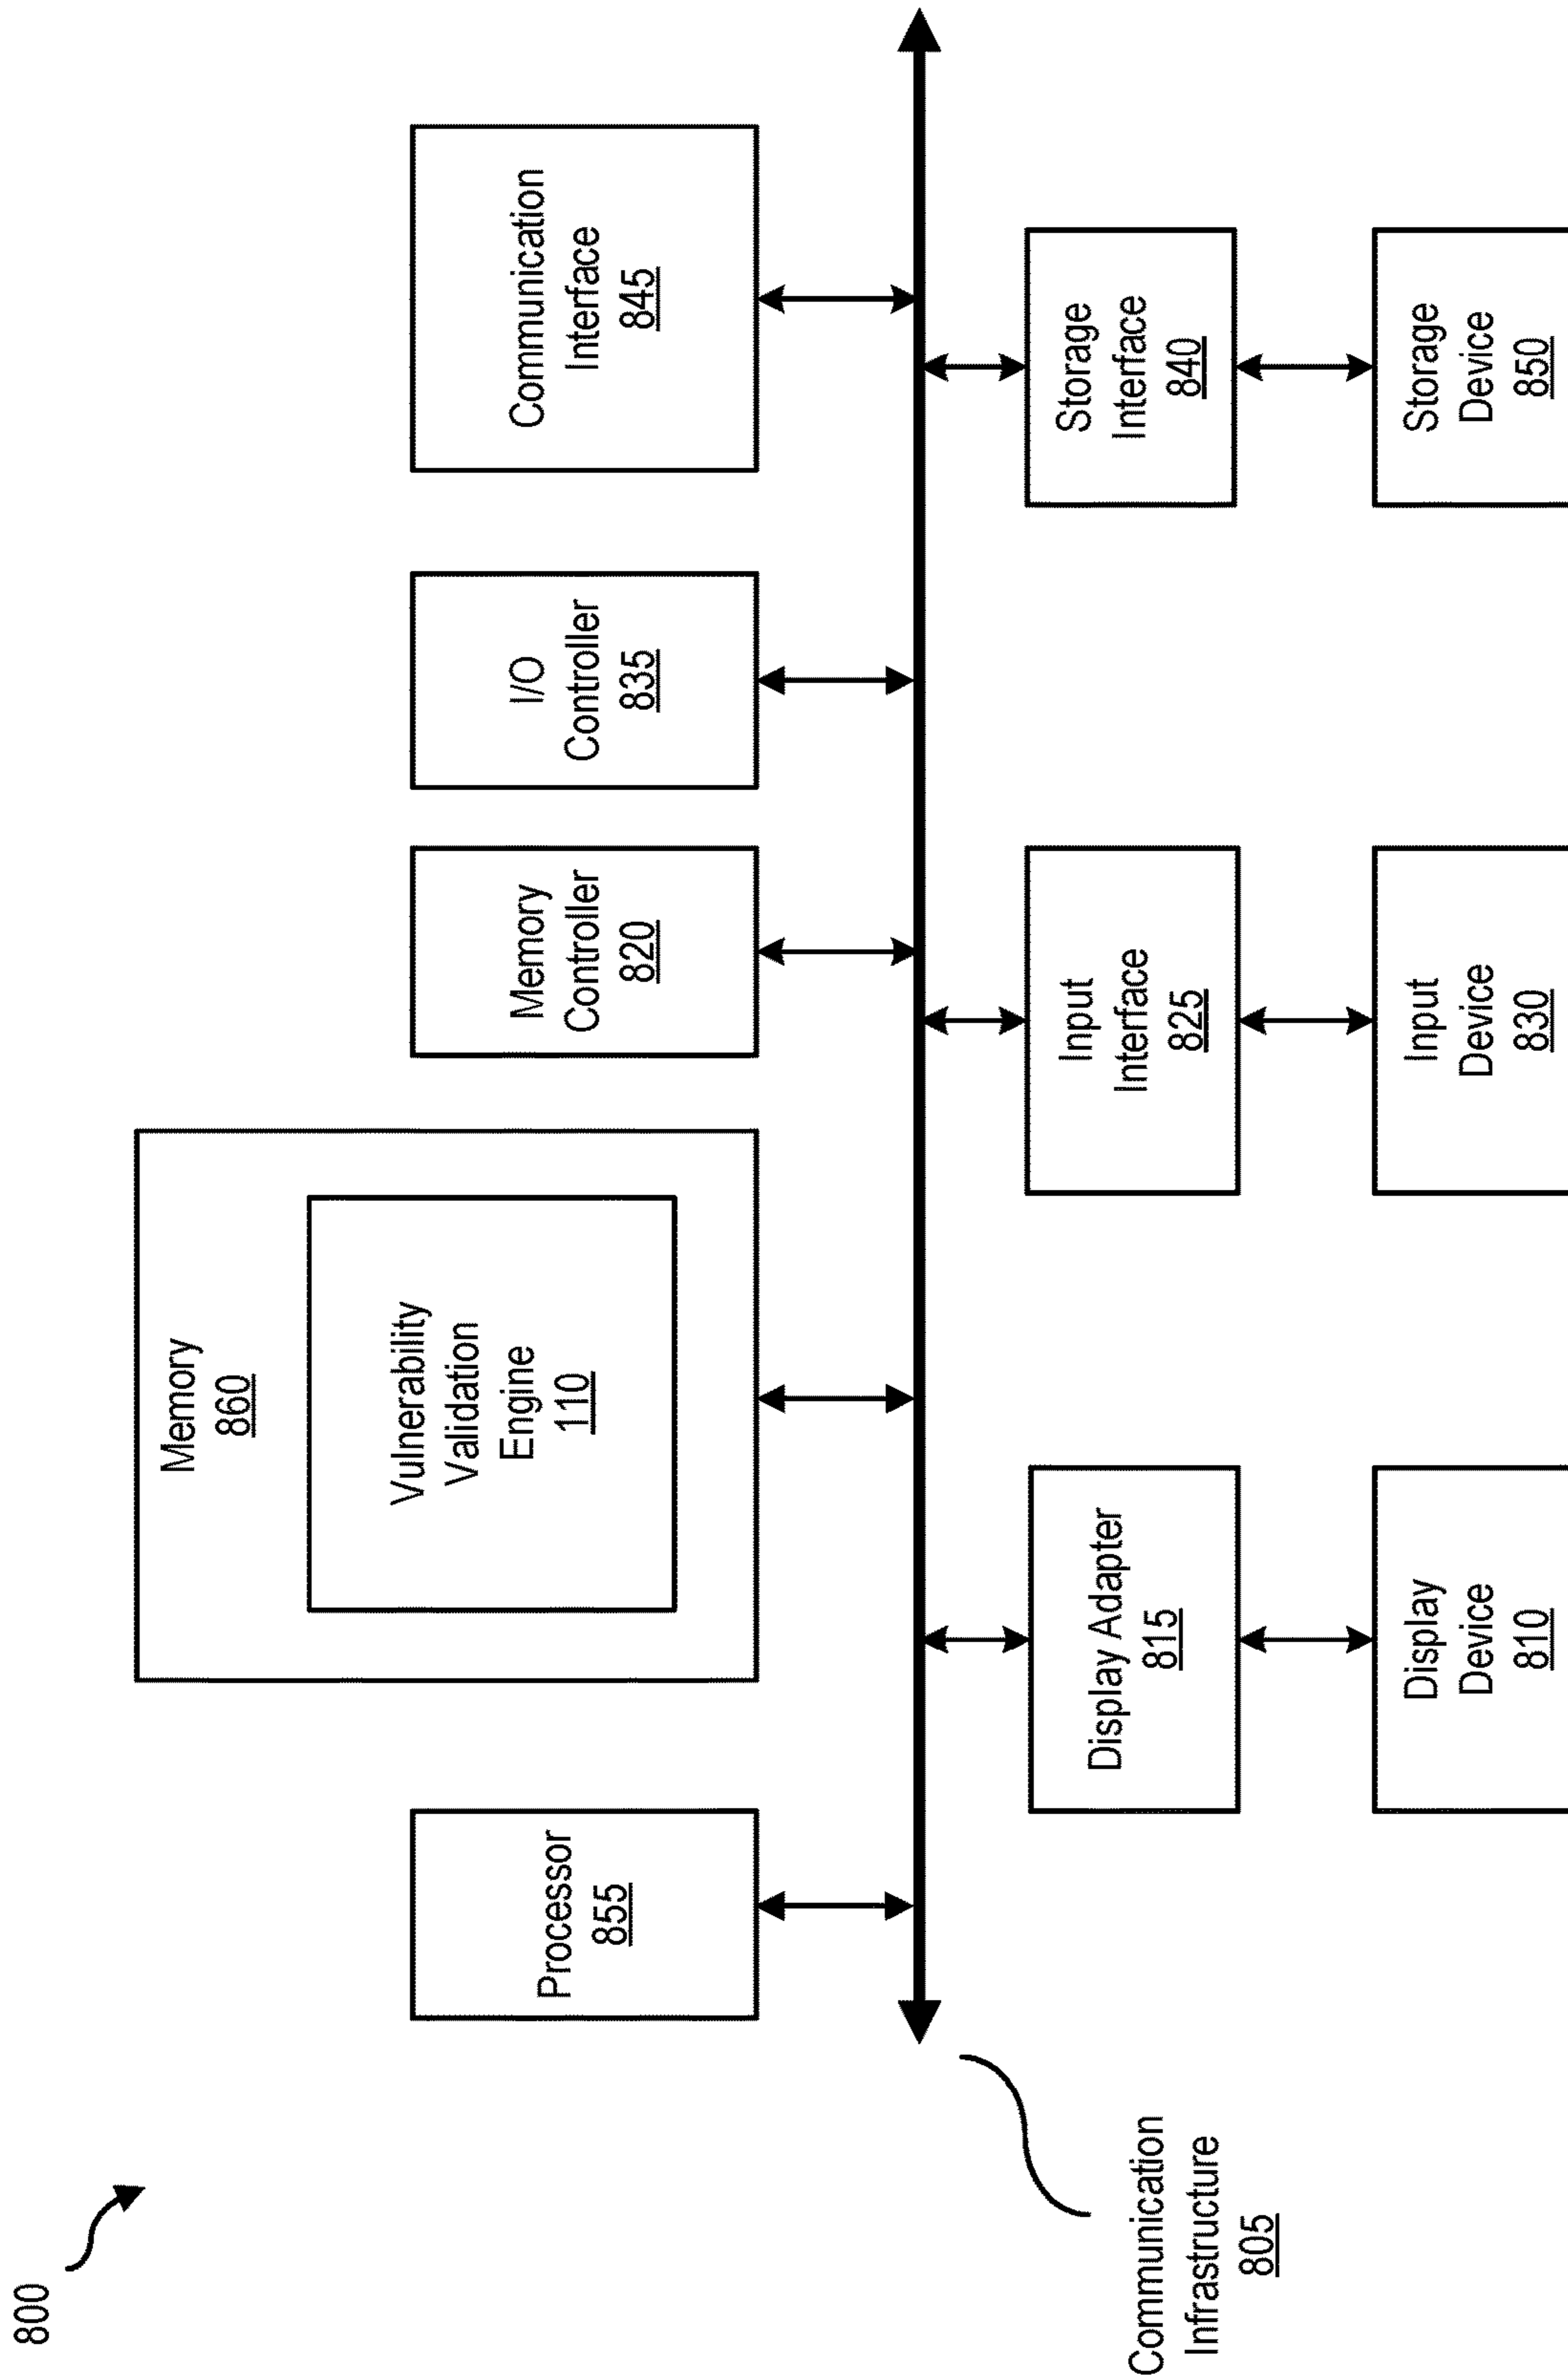 800
Memory
860
Vulnerability
Validation
Engine
110
Processor
855
Memory
Controller
820
I/O
Controller
835
Communication
Interface
845
Communication
Infrastructure
805
Display Adapter
815
Input
Interface
825
Storage
Interface
840
Display
Device
810
Input
Device
830
Storage
Device
850